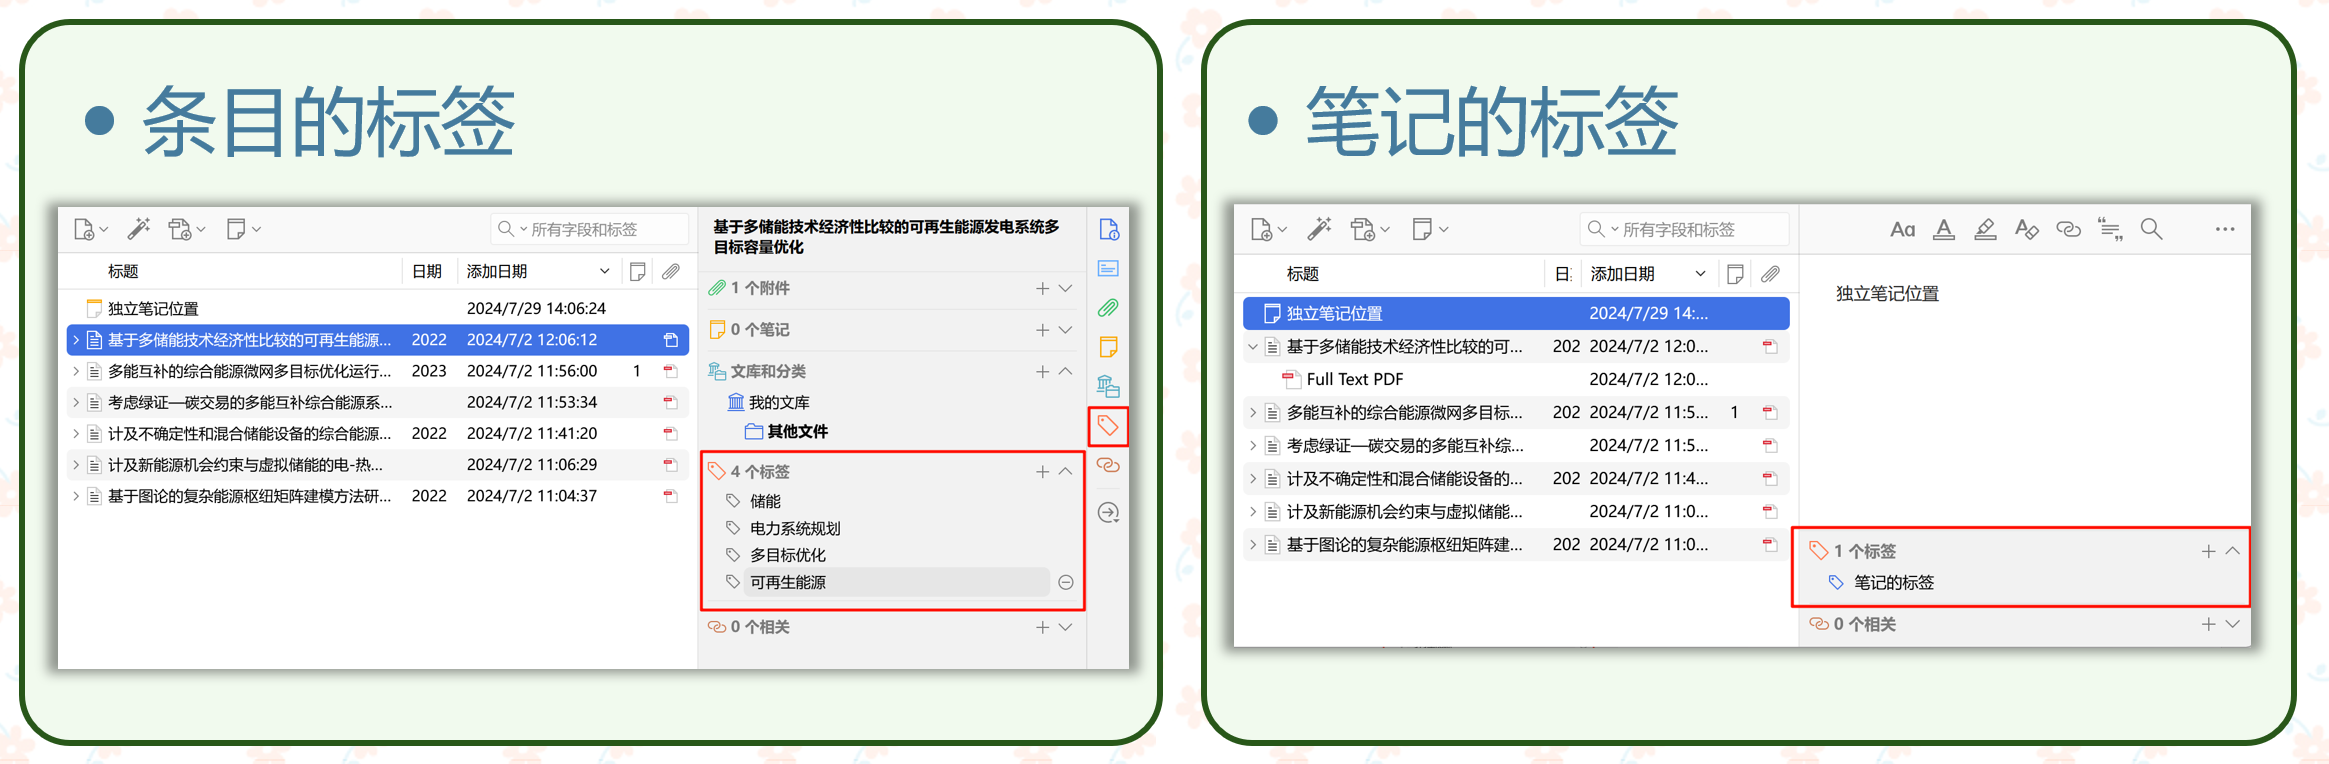 • 条目的标签
所有字段和标签
标题 日期 添加日期
独立笔记位置 2024/7/29 14:06:24
基于多储能技术经济性比较的可再生能源... 2022 2024/7/2 12:06:12
多能互补的综合能源微网多目标优化运行... 2023 2024/7/2 11:56:00 1
考虑绿证—碳交易的多能互补综合能源系... 2024/7/2 11:53:34
计及不确定性和混合储能设备的综合能源... 2022 2024/7/2 11:41:20
计及新能源机会约束与虚拟储能的电-热... 2024/7/2 11:06:29
基于图论的复杂能源枢纽矩阵建模方法研... 2022 2024/7/2 11:04:37
基于多储能技术经济性比较的可再生能源发电系统多
目标容量优化
1 个附件
0 个笔记
文库和分类
我的文库
其他文件
4 个标签
储能
电力系统规划
多目标优化
可再生能源
0 个相关
• 笔记的标签
所有字段和标签
标题 日: 添加日期
独立笔记位置 2024/7/29 14:...
基于多储能技术经济性比较的可... 202 2024/7/2 12:0...
Full Text PDF 2024/7/2 12:0...
多能互补的综合能源微网多目标... 202 2024/7/2 11:5... 1
考虑绿证—碳交易的多能互补综... 2024/7/2 11:5...
计及不确定性和混合储能设备的... 202 2024/7/2 11:4...
计及新能源机会约束与虚拟储能... 2024/7/2 11:0...
基于图论的复杂能源枢纽矩阵建... 202 2024/7/2 11:0...
Aa A A
独立笔记位置
1 个标签
笔记的标签
0 个相关